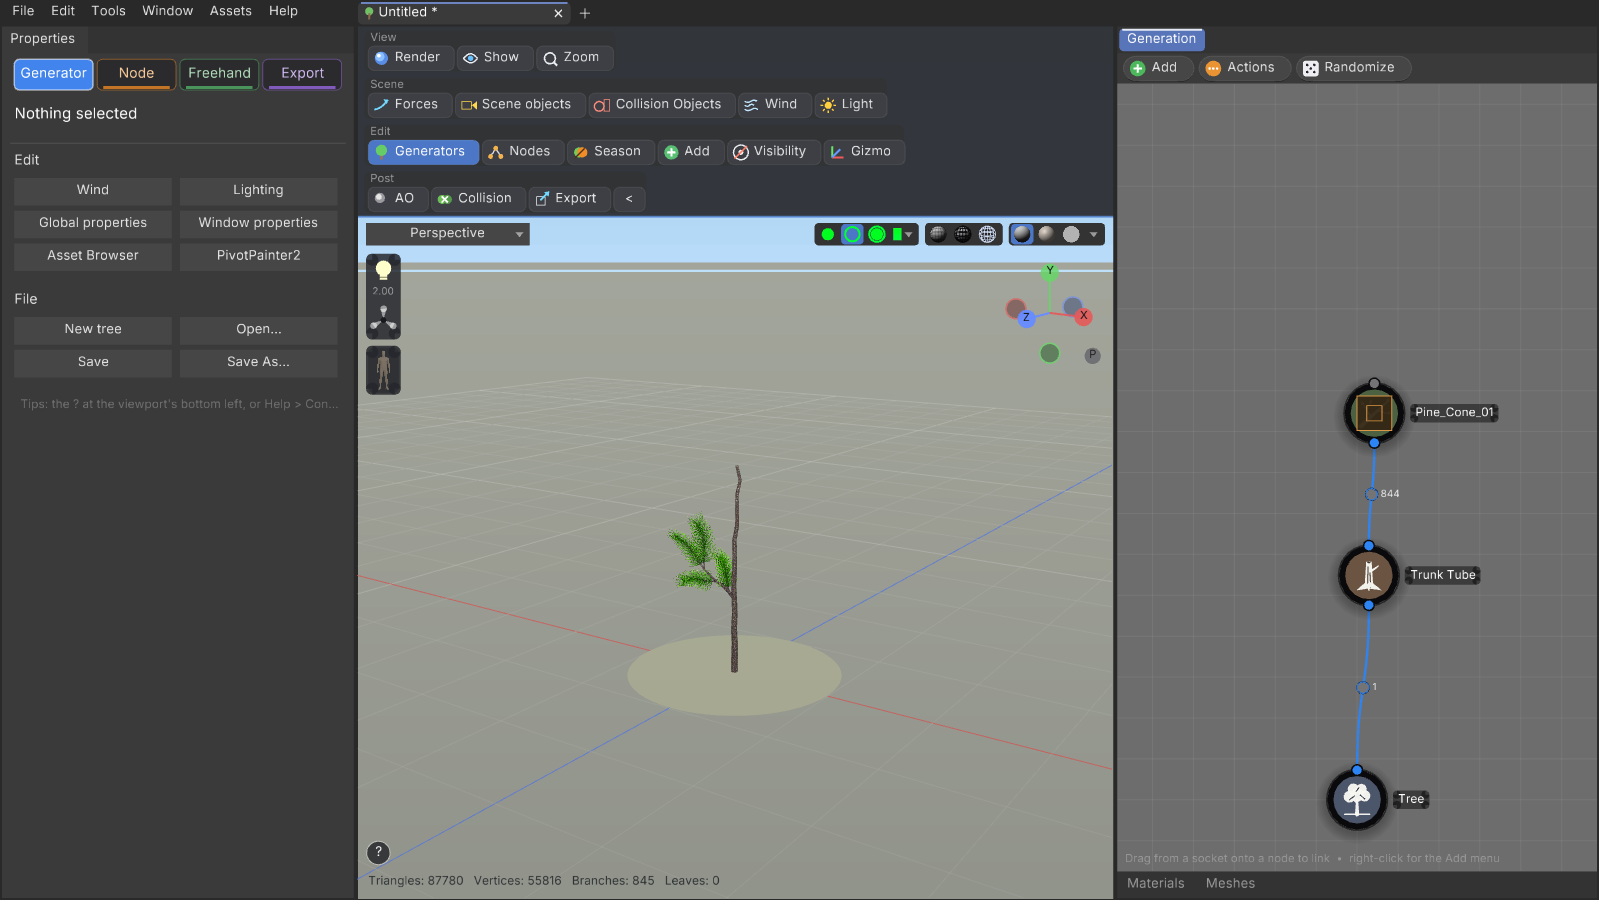 File Edit Tools Window Assets Help
Properties
Generator Node Freehand Export
Nothing selected
Edit
Wind Lighting
Global properties Window properties
Asset Browser PivotPainter2
File
New tree Open...
Save Save As...
Tips: the ? at the viewport's bottom left, or Help > Con...
Untitled *
View
Render Show Zoom
Scene
Forces Scene objects Collision Objects Wind Light
Edit
Generators Nodes Season Add Visibility Gizmo
Post
AO Collision Export <
Perspective
2.00
Y
Z X
P
?
Triangles: 87780 Vertices: 55816 Branches: 845 Leaves: 0
Generation
Add Actions Randomize
Pine_Cone_01
844
Trunk Tube
1
Tree
Drag from a socket onto a node to link • right-click for the Add menu
Materials Meshes